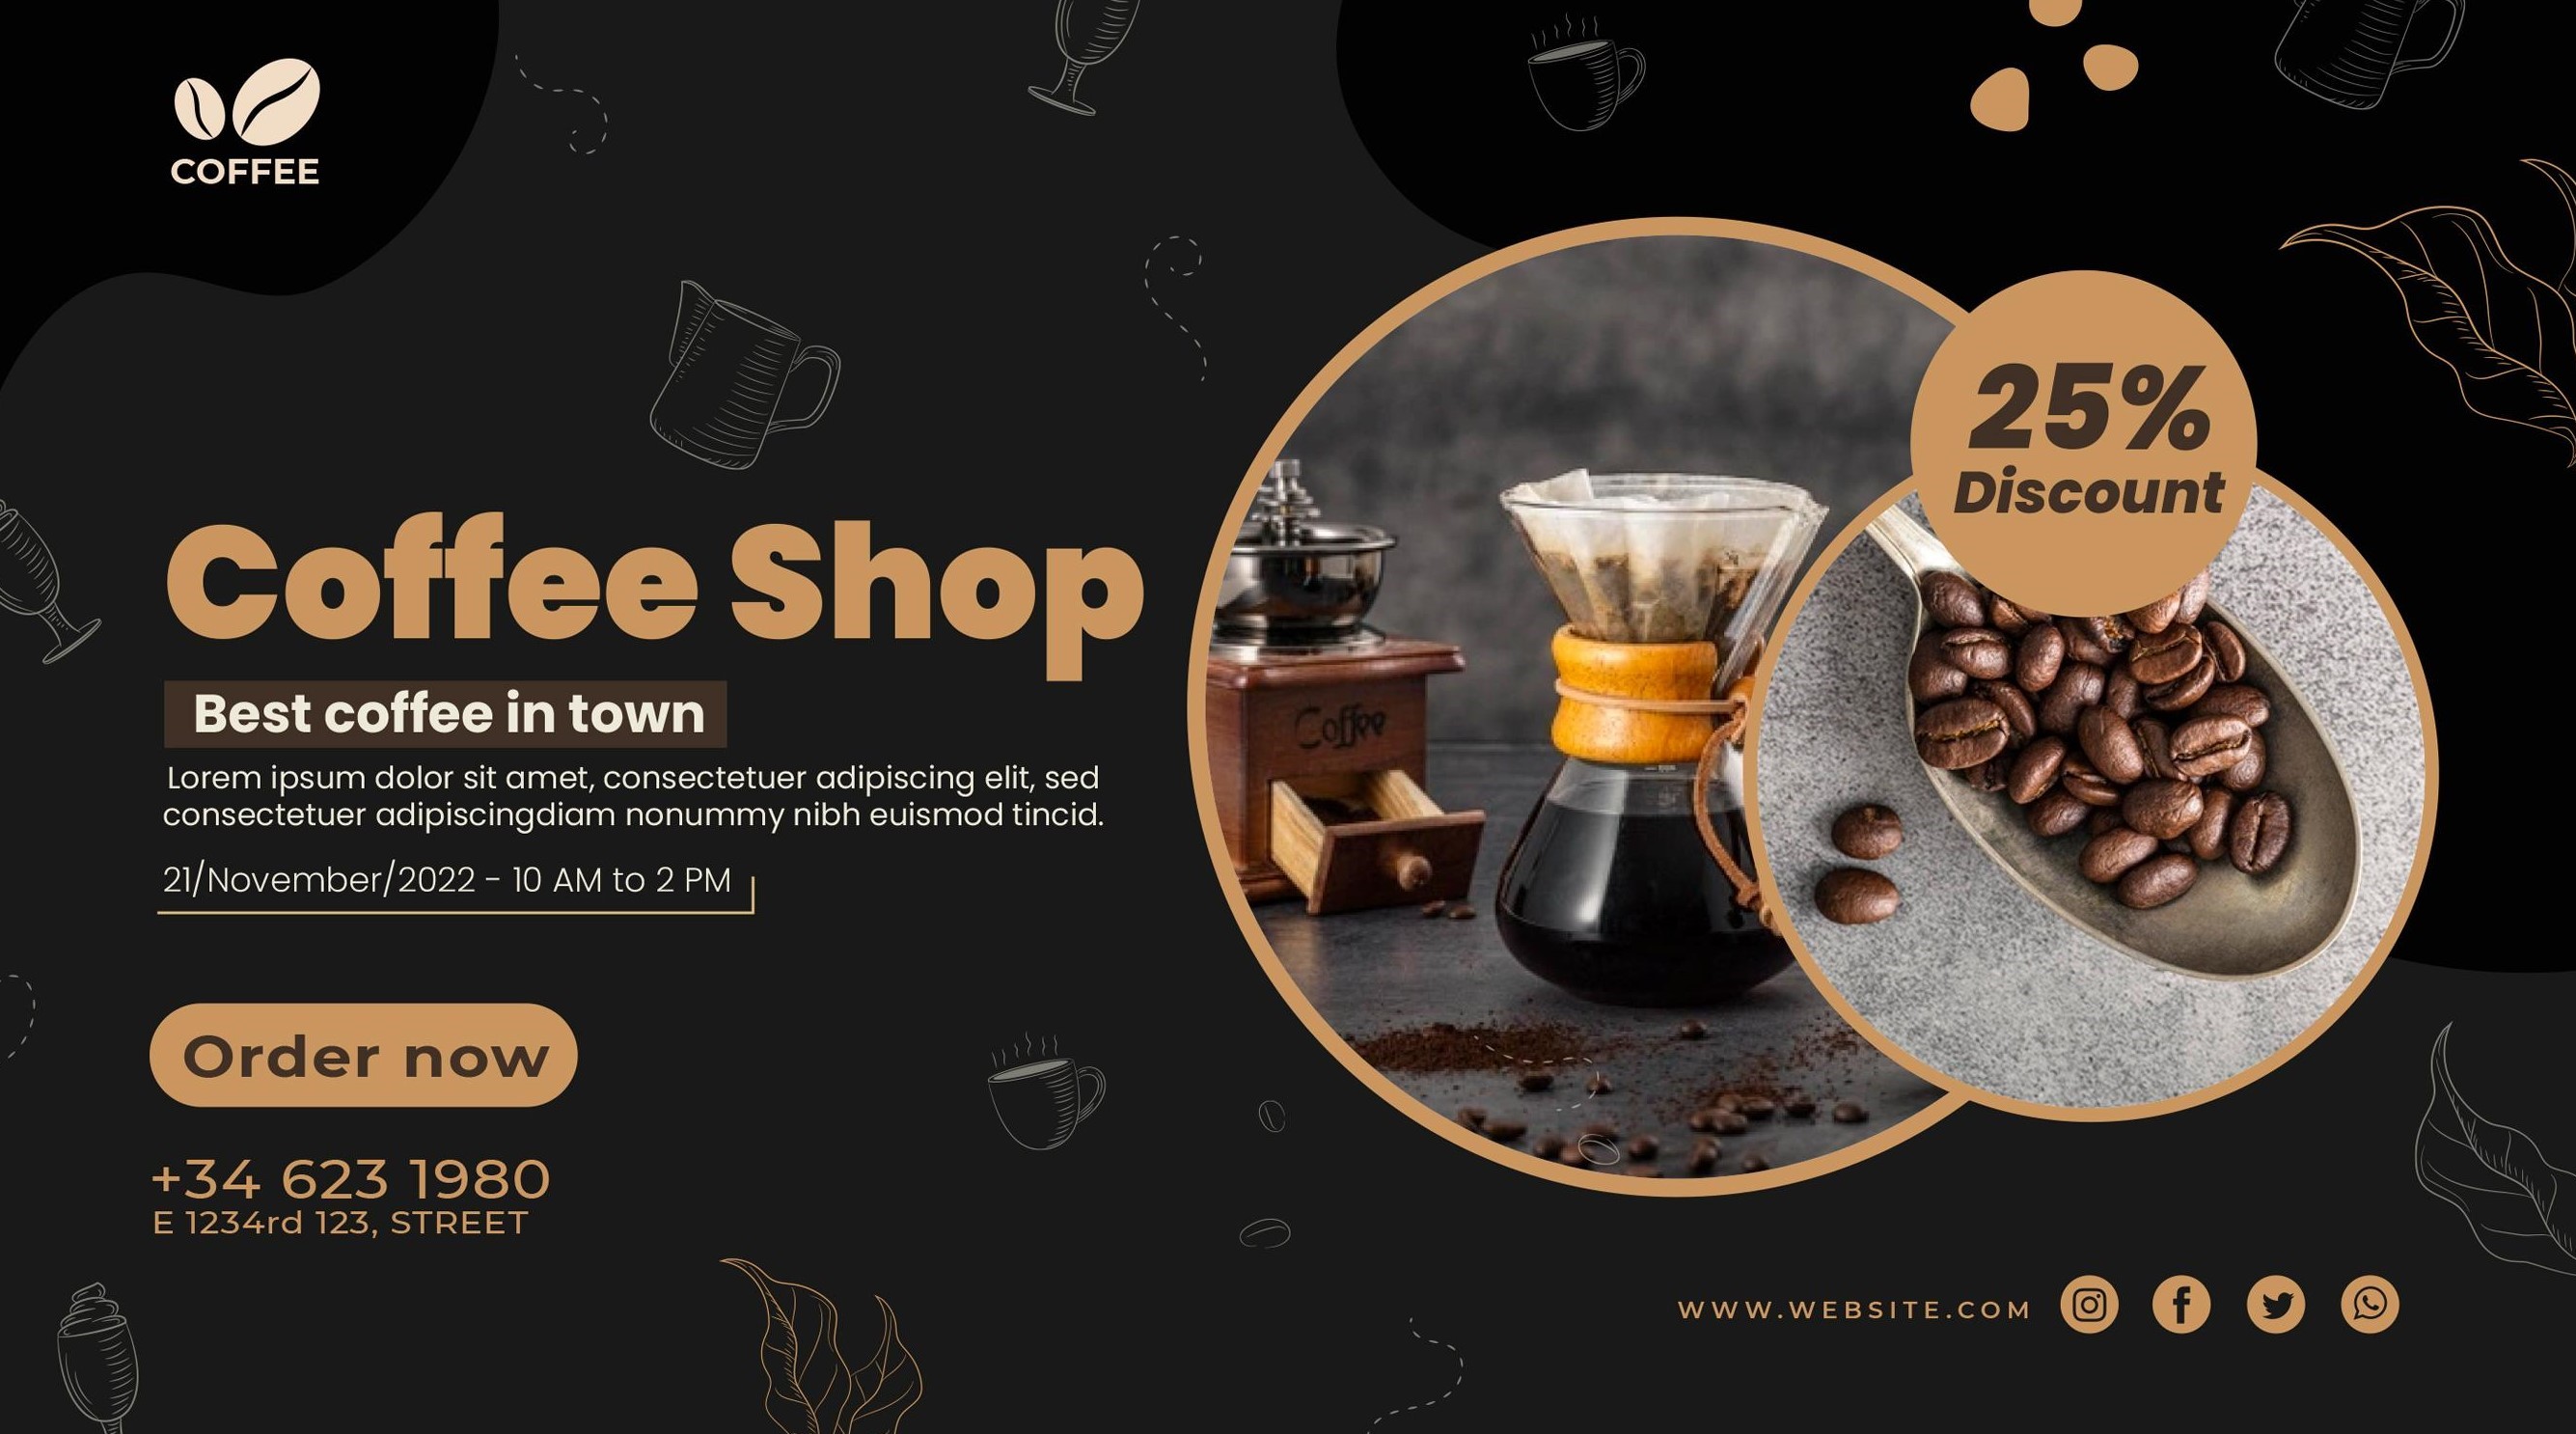 COFFEE
25%
Discount
Coffee Shop
Best coffee in town
Lorem ipsum dolor sit amet, consectetuer adipiscing elit, sed
consectetuer adipiscingdiam nonummy nibh euismod tincid.
21/November/2022 - 10 AM to 2 PM
Coffee
Order now
+34 623 1980
E 1234rd 123, STREET
WWW.WEBSITE.COM